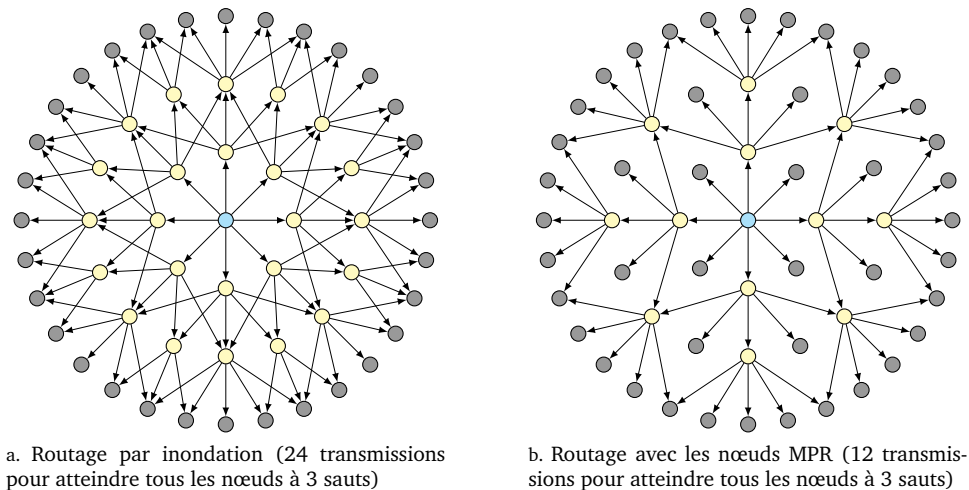 a. Routage par inondation (24 transmissions
pour atteindre tous les nœuds à 3 sauts)
b. Routage avec les nœuds MPR (12 transmis-
sions pour atteindre tous les nœuds à 3 sauts)